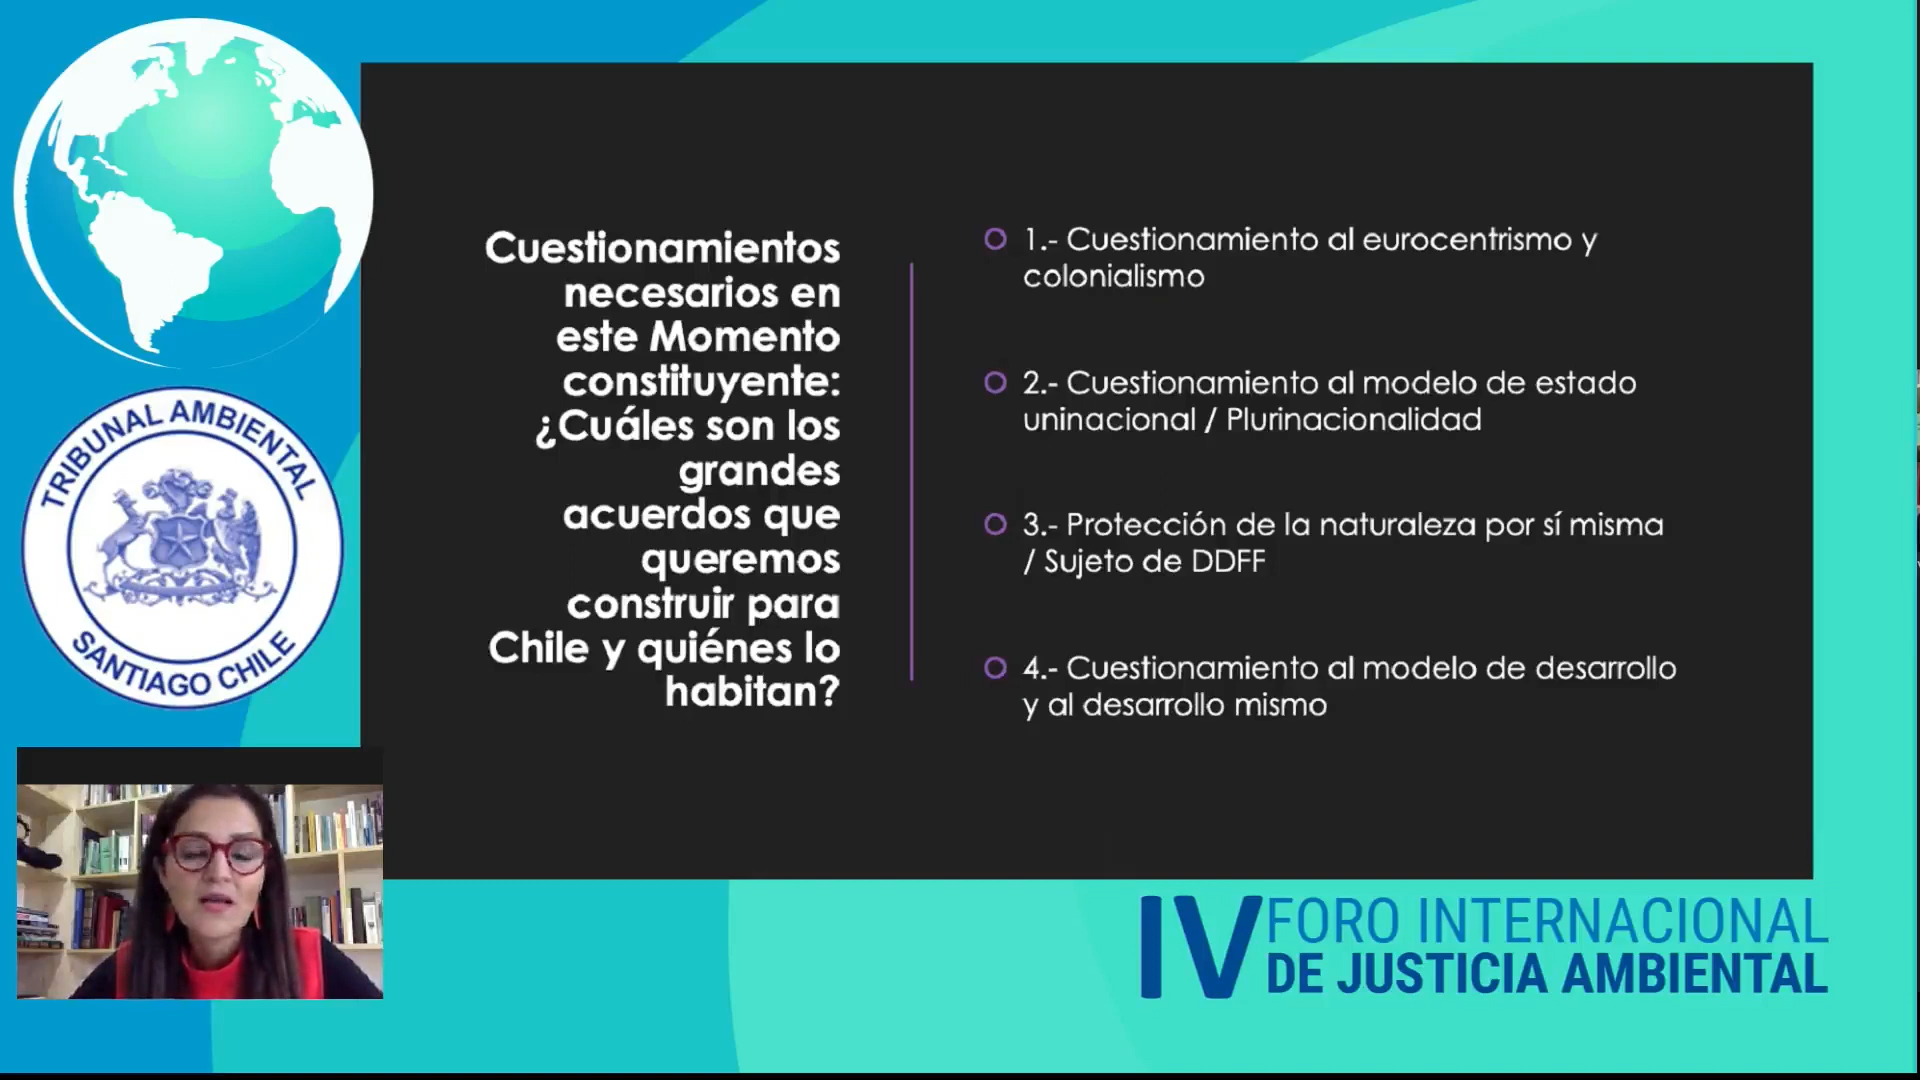 TRIBUNAL AMBIENTAL
SANTIAGO CHILE
Cuestionamientos
necesarios en
este Momento
constituyente:
¿Cuáles son los
grandes
acuerdos que
queremos
construir para
Chile y quiénes lo
habitan?
1.- Cuestionamiento al eurocentrismo y
colonialismo
2.- Cuestionamiento al modelo de estado
uninacional / Plurinacionalidad
3.- Protección de la naturaleza por sí misma
/ Sujeto de DDFF
4.- Cuestionamiento al modelo de desarrollo
y al desarrollo mismo
IV FORO INTERNACIONAL
DE JUSTICIA AMBIENTAL